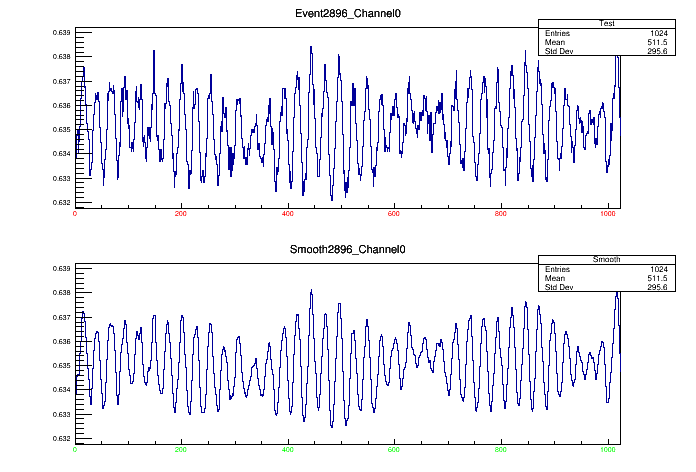 Event2896_Channel0
Test
Entries 1024
Mean 511.5
Std Dev 295.6
0.639
0.638
0.637
0.636
0.635
0.634
0.633
0.632
0 200 400 600 800 1000
Smooth2896_Channel0
Smooth
Entries 1024
Mean 511.5
Std Dev 295.6
0.639
0.638
0.637
0.636
0.635
0.634
0.633
0.632
0 200 400 600 800 1000